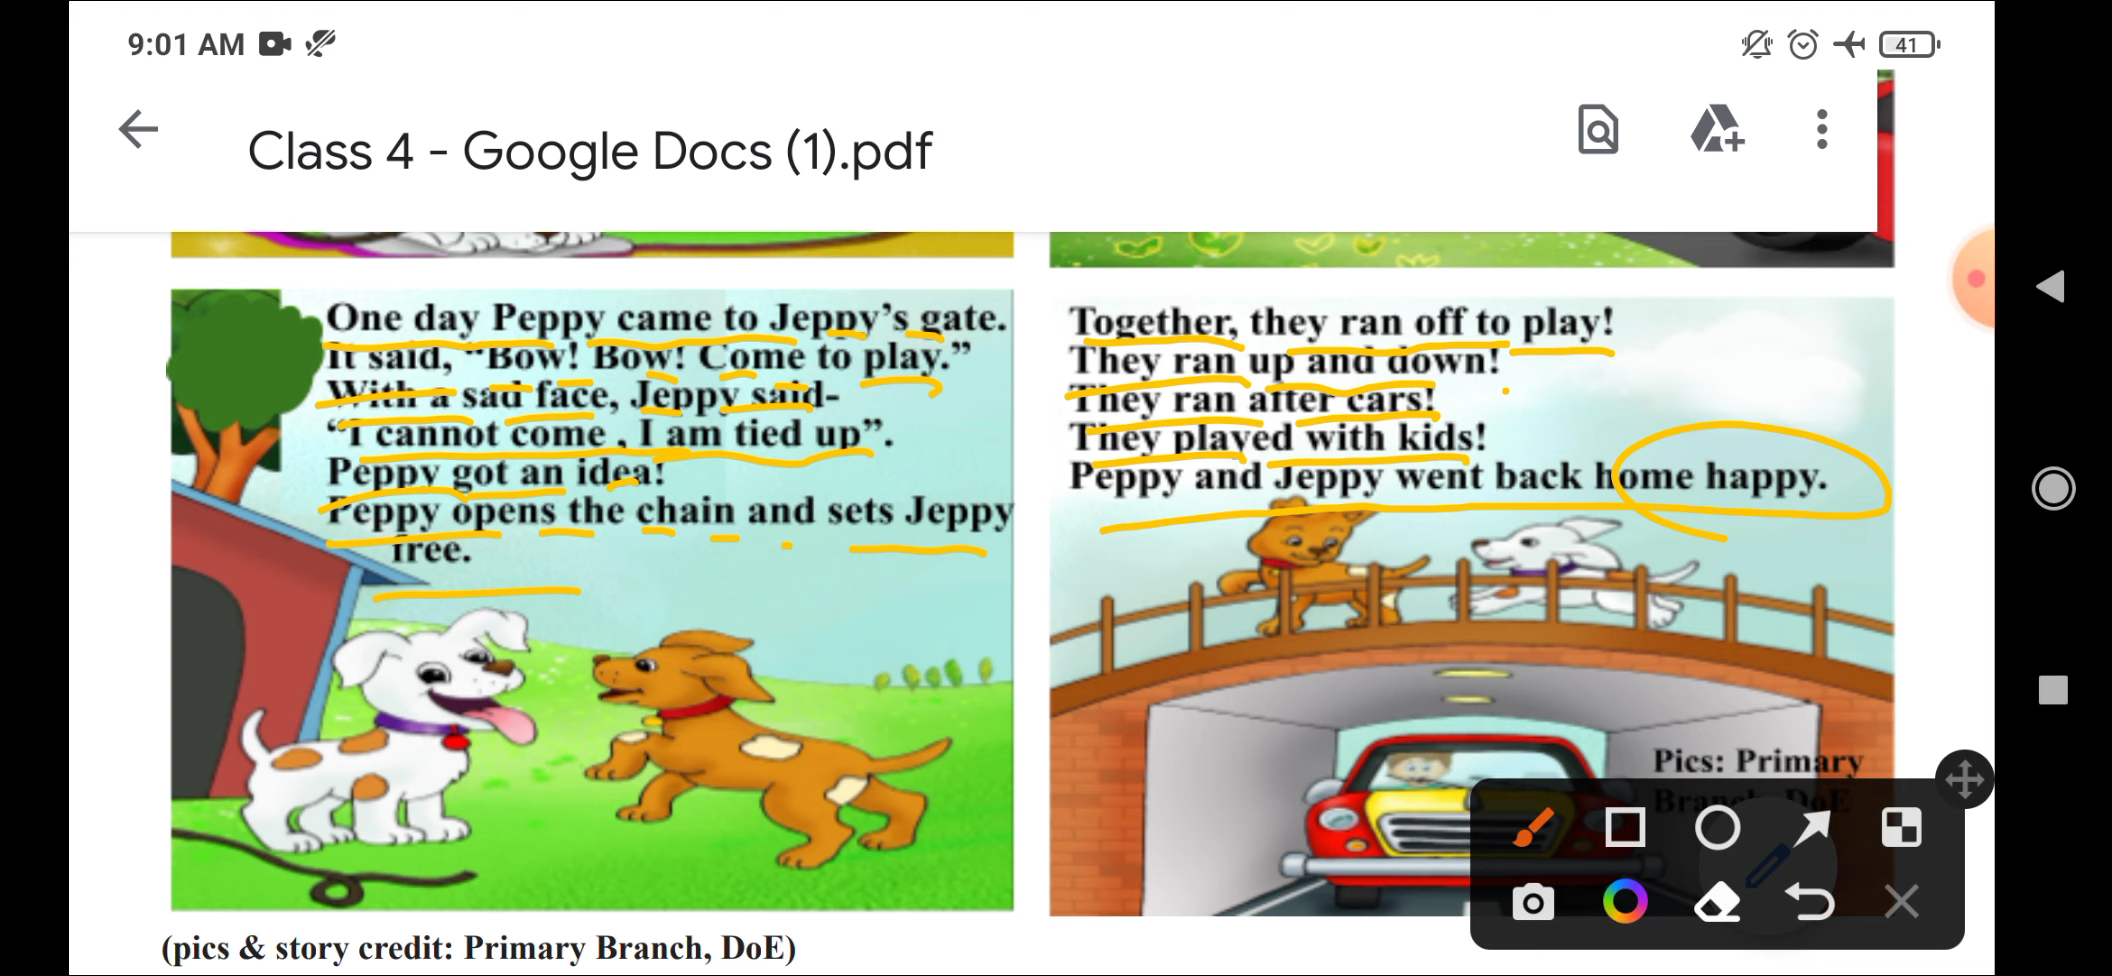 9:01 AM
41
Class 4 - Google Docs (1).pdf
One day Peppy came to Jeppy’s gate.
It said, “Bow! Bow! Come to play.”
With a sad face, Jeppy said-
“I cannot come , I am tied up”.
Peppy got an idea!
Peppy opens the chain and sets Jeppy
free.
Together, they ran off to play!
They ran up and down!
They ran after cars!
They played with kids!
Peppy and Jeppy went back home happy.
Pics: Primary
Branch, DoE
(pics & story credit: Primary Branch, DoE)